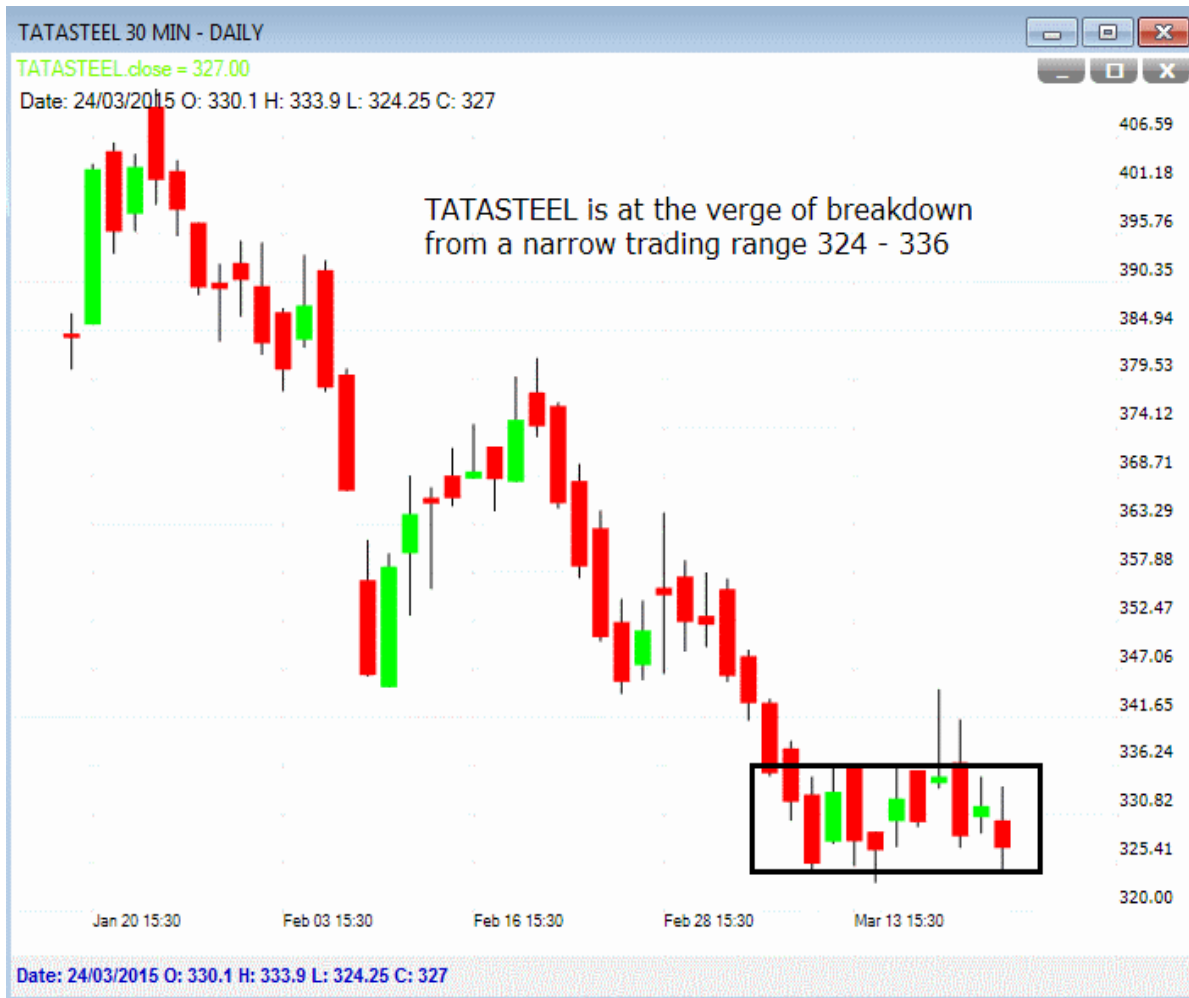 TATASTEEL 30 MIN - DAILY
TATASTEEL.close = 327.00
Date: 24/03/2015 O: 330.1 H: 333.9 L: 324.25 C: 327
406.59
401.18
TATASTEEL is at the verge of breakdown
from a narrow trading range 324 - 336
395.76
390.35
384.94
379.53
374.12
368.71
363.29
357.88
352.47
347.06
341.65
336.24
330.82
325.41
320.00
Jan 20 15:30 Feb 03 15:30 Feb 16 15:30 Feb 28 15:30 Mar 13 15:30
Date: 24/03/2015 O: 330.1 H: 333.9 L: 324.25 C: 327